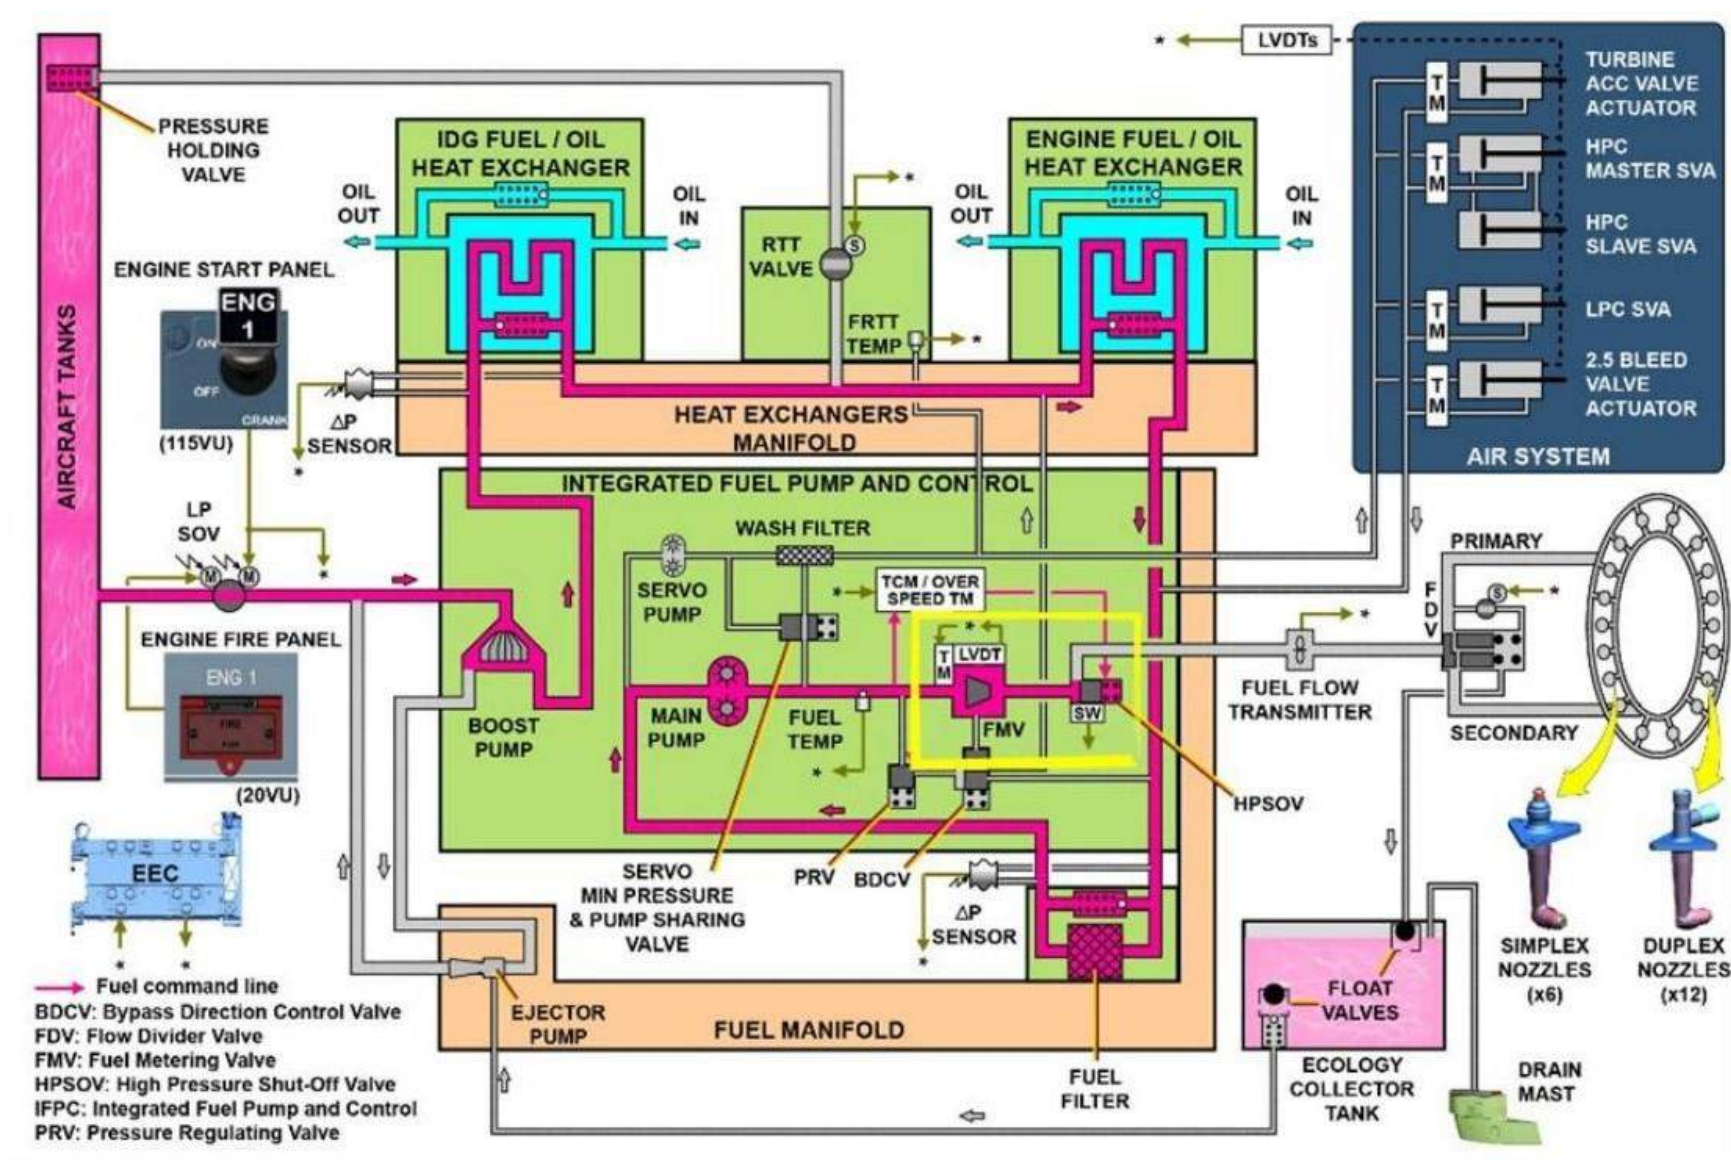 LVDTs
*
TURBINE
ACC VALVE
ACTUATOR
T
M
HPC
MASTER SVA
T
M
HPC
SLAVE SVA
LPC SVA
T
M
2.5 BLEED
VALVE
ACTUATOR
T
M
AIR SYSTEM
PRESSURE
HOLDING
VALVE
AIRCRAFT TANKS
IDG FUEL / OIL
HEAT EXCHANGER
OIL
OUT
OIL
IN
ENGINE FUEL / OIL
HEAT EXCHANGER
OIL
OUT
OIL
IN
*
S
RTT
VALVE
FRTT
TEMP
*
ENGINE START PANEL
ENG
1
ON
OFF
CRANK
(115VU)
ΔP
SENSOR
*
HEAT EXCHANGERS
MANIFOLD
LP
SOV
M
M
*
INTEGRATED FUEL PUMP AND CONTROL
WASH FILTER
SERVO
PUMP
*
TCM / OVER
SPEED TM
*
T
M
LVDT
FMV
SW
MAIN
PUMP
FUEL
TEMP
*
BOOST
PUMP
ENGINE FIRE PANEL
ENG 1
FIRE
PUSH
(20VU)
PRIMARY
F
D
V
S
*
*
FUEL FLOW
TRANSMITTER
SECONDARY
HPSOV
PRV
BDCV
SERVO
MIN PRESSURE
& PUMP SHARING
VALVE
ΔP
SENSOR
*
EEC
*
*
SIMPLEX
NOZZLES
(x6)
DUPLEX
NOZZLES
(x12)
FLOAT
VALVES
ECOLOGY
COLLECTOR
TANK
DRAIN
MAST
EJECTOR
PUMP
FUEL MANIFOLD
FUEL
FILTER
Fuel command line
BDCV: Bypass Direction Control Valve
FDV: Flow Divider Valve
FMV: Fuel Metering Valve
HPSOV: High Pressure Shut-Off Valve
IFPC: Integrated Fuel Pump and Control
PRV: Pressure Regulating Valve